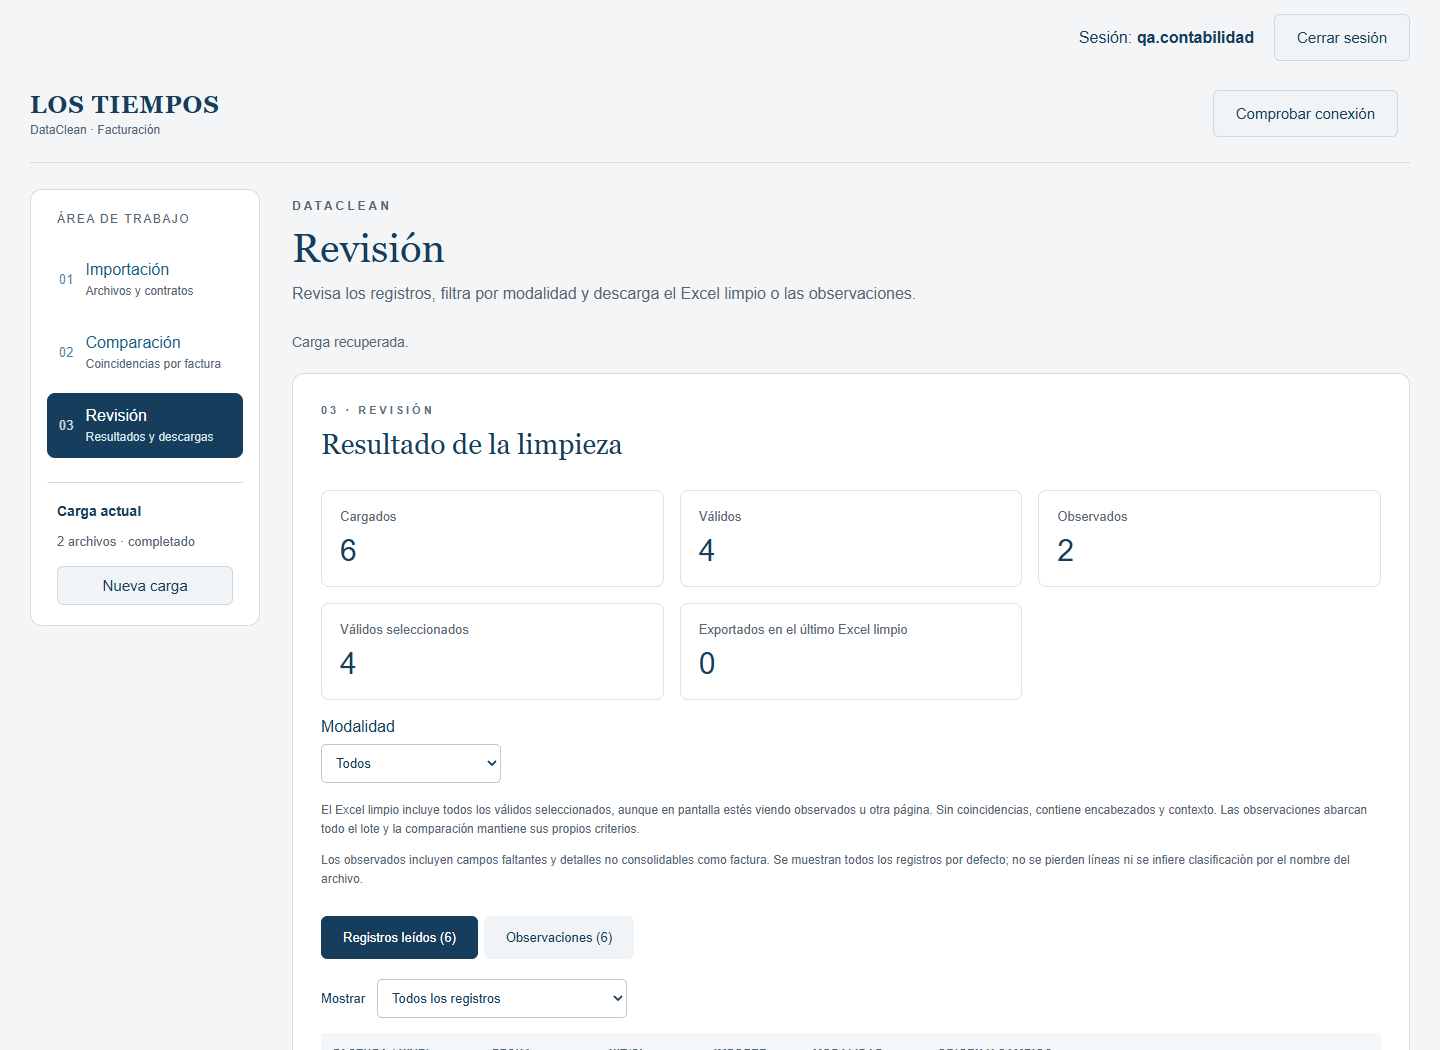 Sesión: qa.contabilidad
Cerrar sesión
LOS TIEMPOS
DataClean · Facturación
Comprobar conexión
ÁREA DE TRABAJO
01
Importación
Archivos y contratos
02
Comparación
Coincidencias por factura
03
Revisión
Resultados y descargas
Carga actual
2 archivos · completado
Nueva carga
DATACLEAN
Revisión
Revisa los registros, filtra por modalidad y descarga el Excel limpio o las observaciones.
Carga recuperada.
03 · REVISIÓN
Resultado de la limpieza
Cargados
6
Válidos
4
Observados
2
Válidos seleccionados
4
Exportados en el último Excel limpio
0
Modalidad
Todos
El Excel limpio incluye todos los válidos seleccionados, aunque en pantalla estés viendo observados u otra página. Sin coincidencias, contiene encabezados y contexto. Las observaciones abarcan
todo el lote y la comparación mantiene sus propios criterios.
Los observados incluyen campos faltantes y detalles no consolidables como factura. Se muestran todos los registros por defecto; no se pierden líneas ni se infiere clasificación por el nombre del
archivo.
Registros leídos (6)
Observaciones (6)
Mostrar
Todos los registros